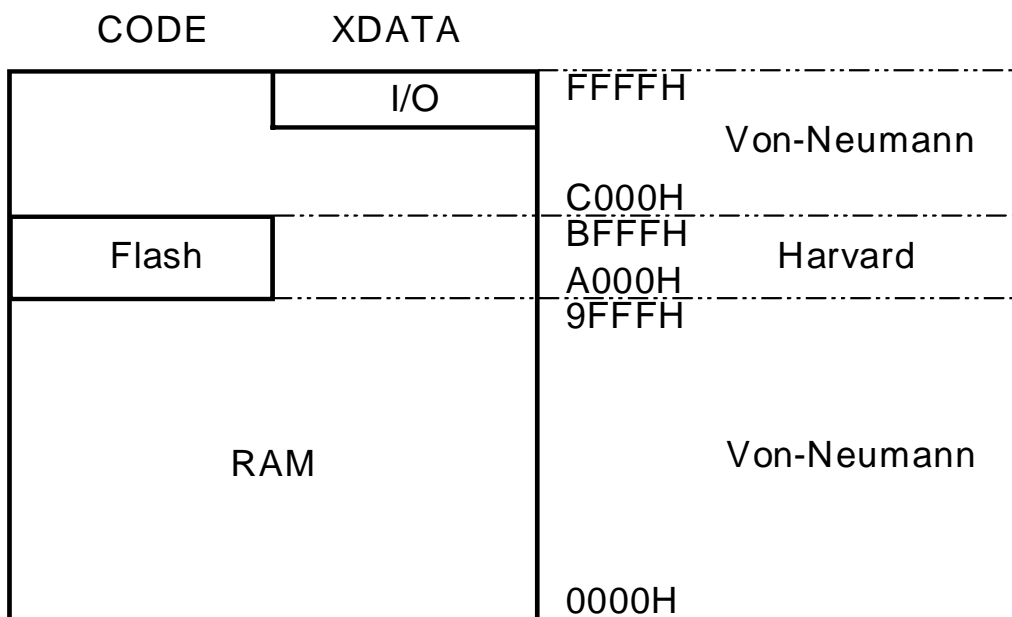 CODE XDATA
I/O FFFFH
Von-Neumann
C000H
BFFFH
Flash Harvard
A000H
9FFFH
RAM Von-Neumann
0000H